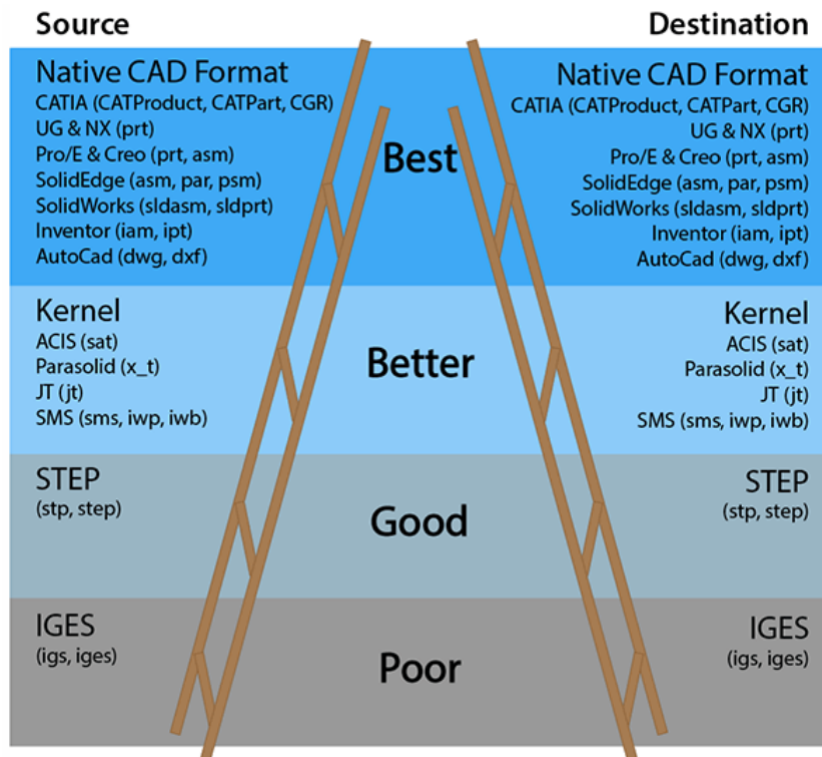 Source
Destination
Native CAD Format
CATIA (CATProduct, CATPart, CGR)
UG & NX (prt)
Pro/E & Creo (prt, asm)
SolidEdge (asm, par, psm)
SolidWorks (sldasm, sldprt)
Inventor (iam, ipt)
AutoCad (dwg, dxf)
Best
Native CAD Format
CATIA (CATProduct, CATPart, CGR)
UG & NX (prt)
Pro/E & Creo (prt, asm)
SolidEdge (asm, par, psm)
SolidWorks (sldasm, sldprt)
Inventor (iam, ipt)
AutoCad (dwg, dxf)
Kernel
ACIS (sat)
Parasolid (x_t)
JT (jt)
SMS (sms, iwp, iwb)
Better
Kernel
ACIS (sat)
Parasolid (x_t)
JT (jt)
SMS (sms, iwp, iwb)
STEP
(stp, step)
Good
STEP
(stp, step)
IGES
(igs, iges)
Poor
IGES
(igs, iges)